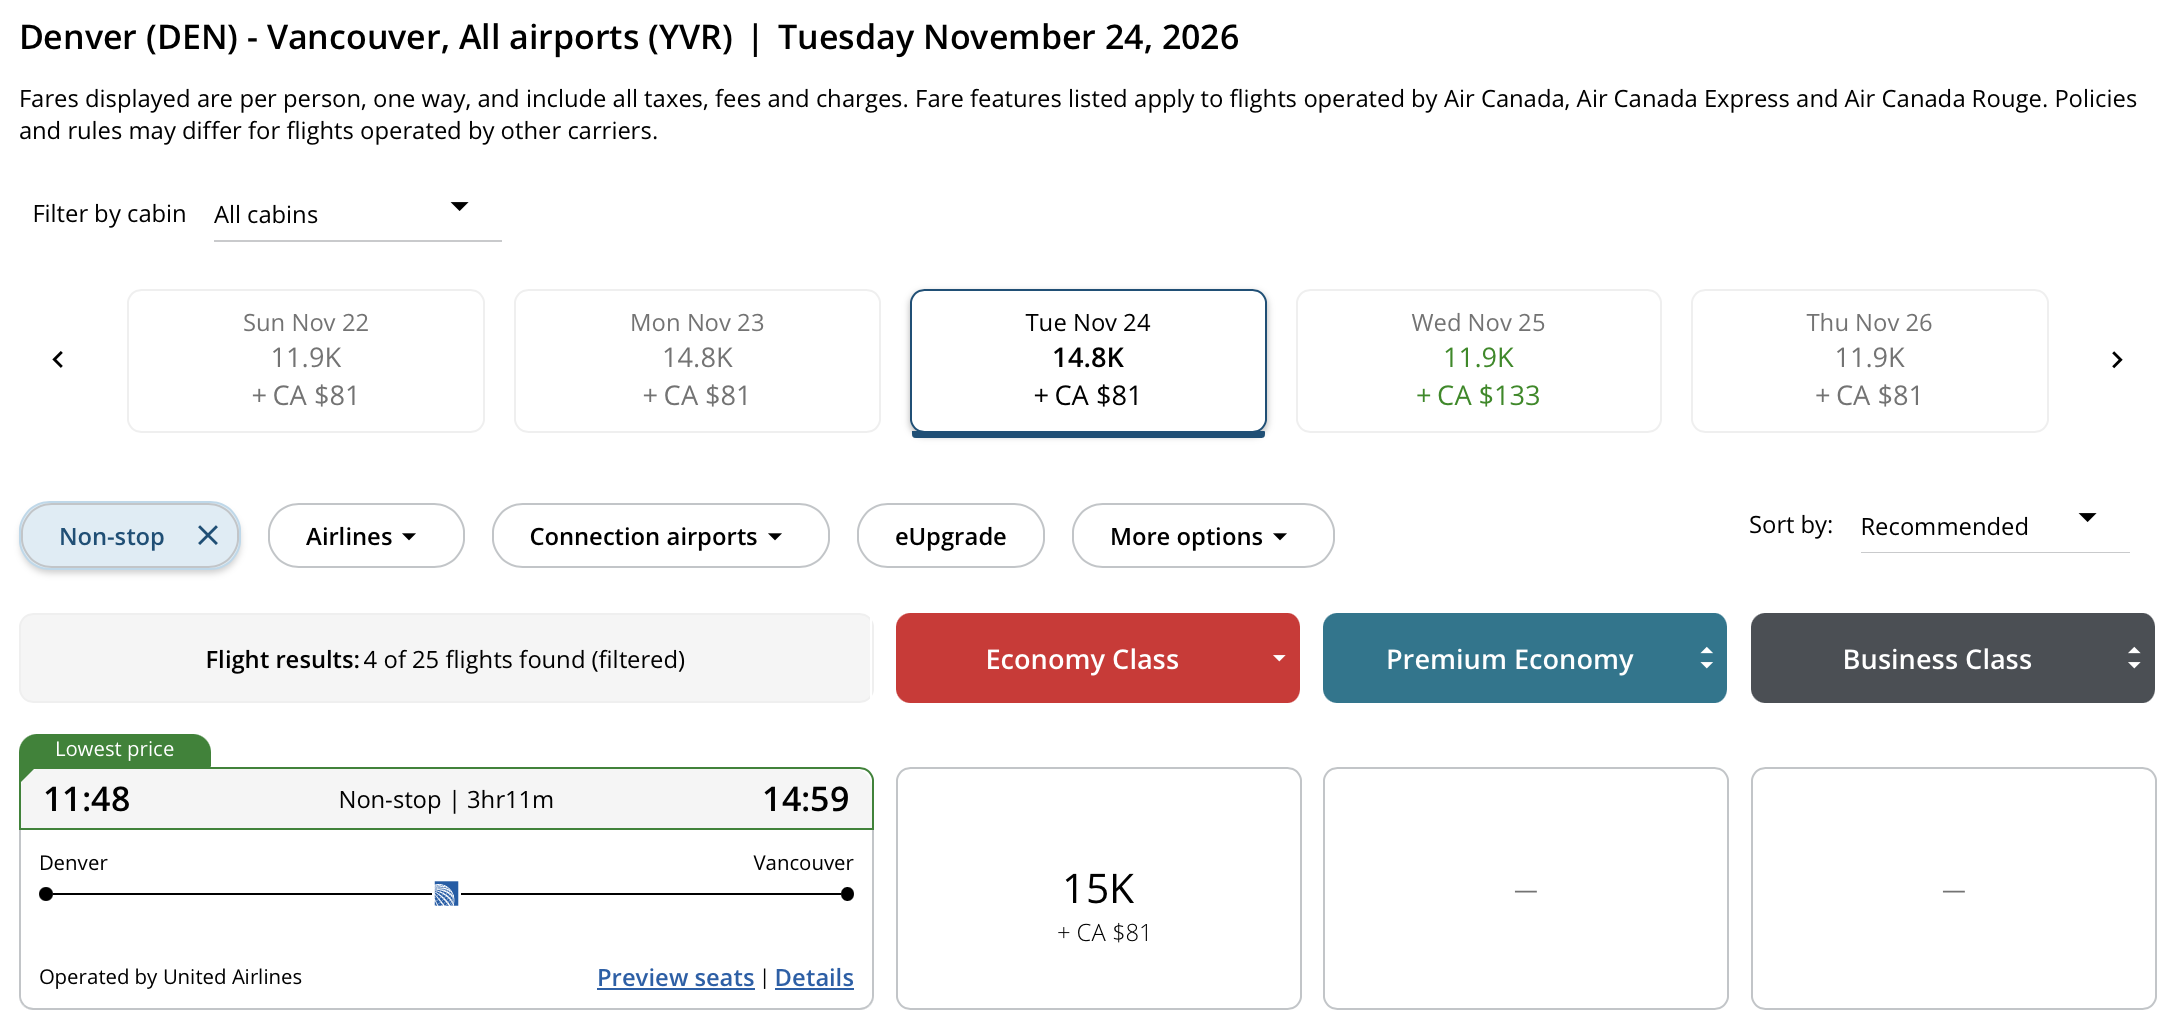 Denver (DEN) - Vancouver, All airports (YVR) | Tuesday November 24, 2026
Fares displayed are per person, one way, and include all taxes, fees and charges. Fare features listed apply to flights operated by Air Canada, Air Canada Express and Air Canada Rouge. Policies
and rules may differ for flights operated by other carriers.
Filter by cabin All cabins
Sun Nov 22
11.9K
+ CA $81
Mon Nov 23
14.8K
+ CA $81
Tue Nov 24
14.8K
+ CA $81
Wed Nov 25
11.9K
+ CA $133
Thu Nov 26
11.9K
+ CA $81
Non-stop
Airlines
Connection airports
eUpgrade
More options
Sort by: Recommended
Flight results: 4 of 25 flights found (filtered)
Economy Class
Premium Economy
Business Class
Lowest price
11:48 Non-stop | 3hr11m 14:59
Denver Vancouver
Operated by United Airlines Preview seats | Details
15K
+ CA $81
—
—